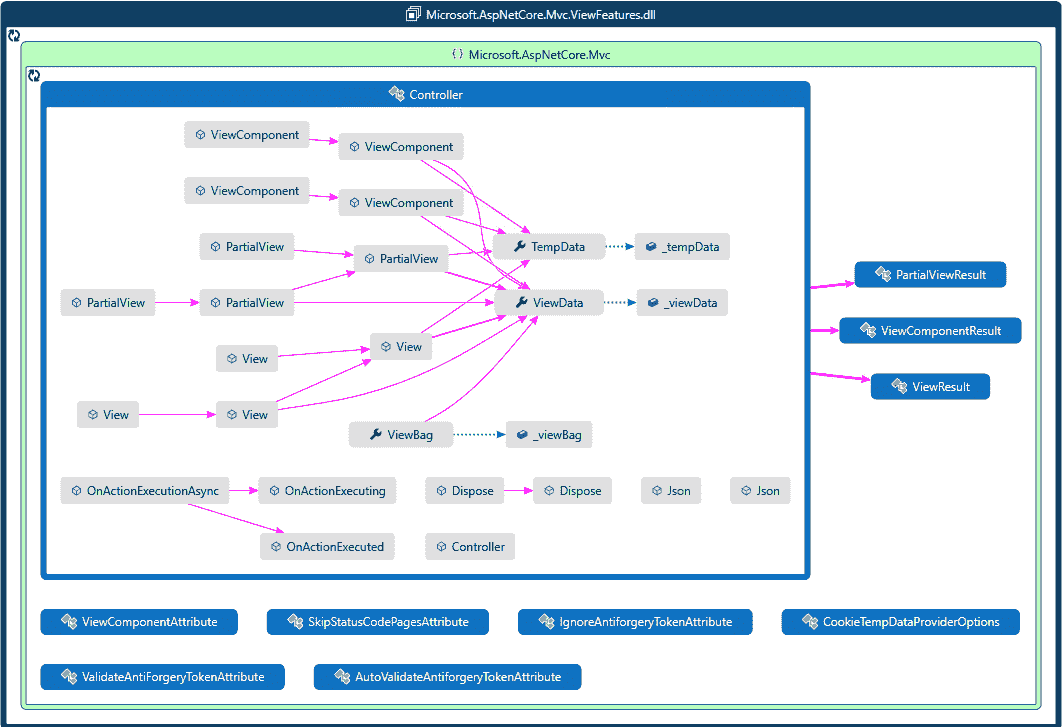 Microsoft.AspNetCore.Mvc.ViewFeatures.dll
{ } Microsoft.AspNetCore.Mvc
Controller
ViewComponent
ViewComponent
ViewComponent
ViewComponent
PartialView
TempData
_tempData
PartialView
PartialViewResult
PartialView
PartialView
ViewData
_viewData
ViewComponentResult
View
View
ViewResult
View
View
ViewBag
_viewBag
OnActionExecutionAsync
OnActionExecuting
Dispose
Dispose
Json
Json
OnActionExecuted
Controller
ViewComponentAttribute
SkipStatusCodePagesAttribute
IgnoreAntiforgeryTokenAttribute
CookieTempDataProviderOptions
ValidateAntiForgeryTokenAttribute
AutoValidateAntiforgeryTokenAttribute